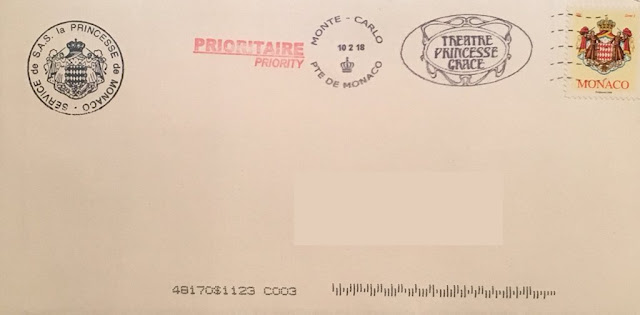 SERVICE de S.A.S. la PRINCESSE de MONACO
PRIORITAIRE
PRIORITY
MONTE - CARLO
10 2 18
PTE DE MONACO
THEATRE
PRINCESSE
GRACE
MONACO
48170$1123 C003